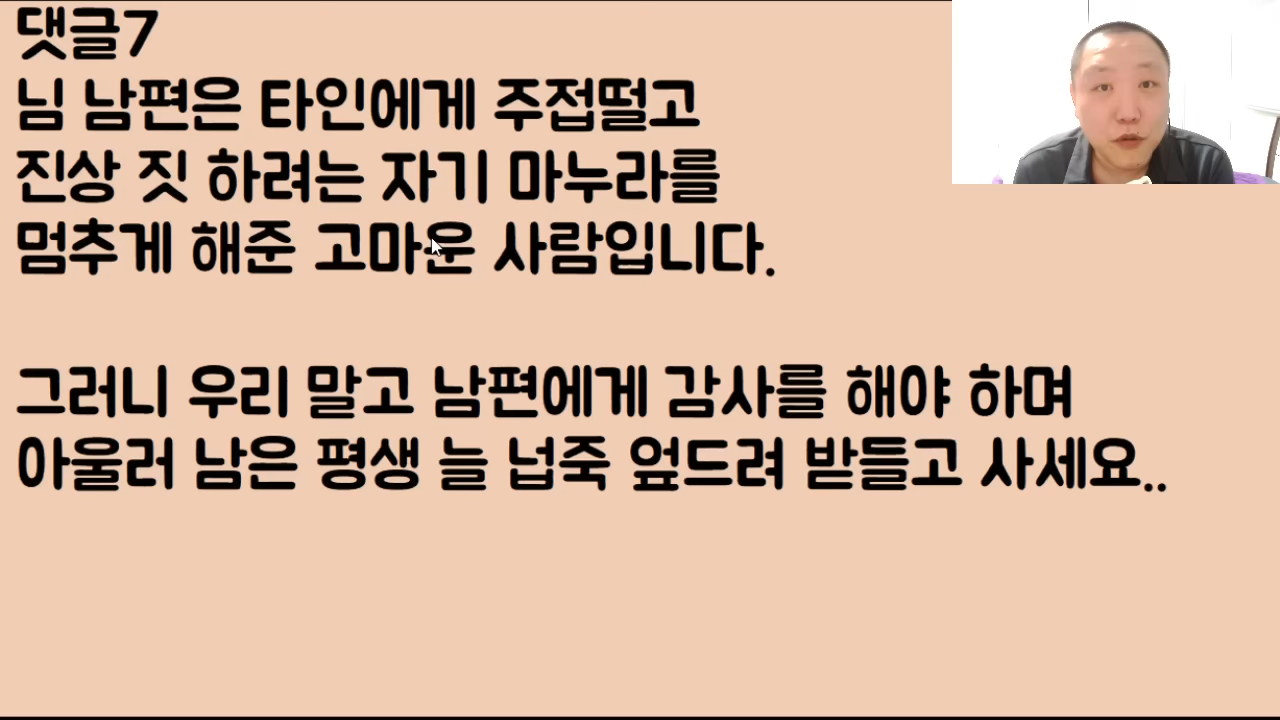 댓글7
님 남편은 타인에게 주접떨고
진상 짓 하려는 자기 마누라를
멈추게 해준 고마운 사람입니다.
그러니 우리 말고 남편에게 감사를 해야 하며
아울러 남은 평생 늘 넙죽 엎드려 받들고 사세요..